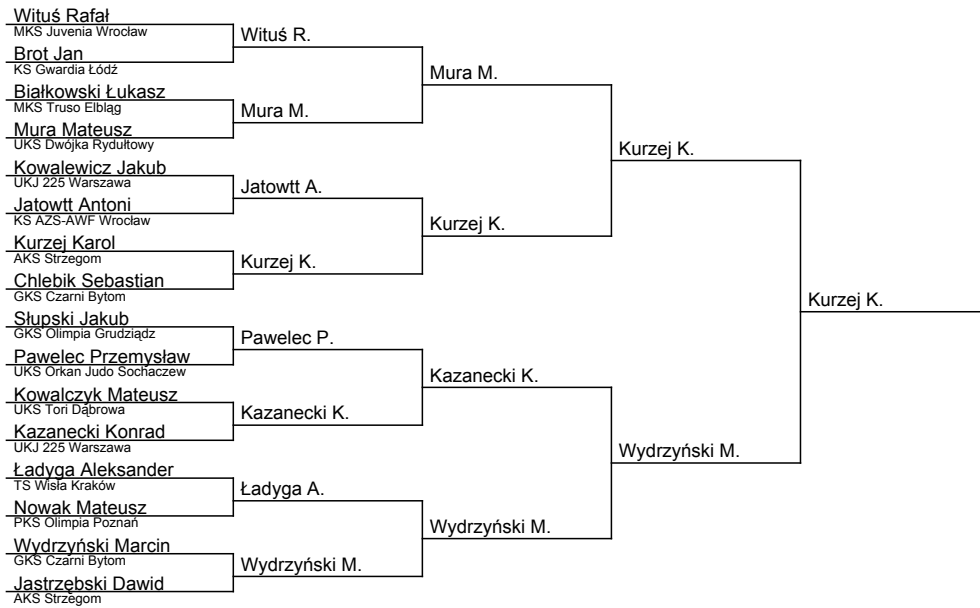 Wituś Rafał
MKS Juvenia Wrocław
Brot Jan
KS Gwardia Łódź
Białkowski Łukasz
MKS Truso Elbląg
Mura Mateusz
UKS Dwójka Rydułtowy
Kowalewicz Jakub
UKJ 225 Warszawa
Jatowtt Antoni
KS AZS-AWF Wrocław
Kurzej Karol
AKS Strzegom
Chlebik Sebastian
GKS Czarni Bytom
Słupski Jakub
GKS Olimpia Grudziądz
Pawelec Przemysław
UKS Orkan Judo Sochaczew
Kowalczyk Mateusz
UKS Tori Dąbrowa
Kazanecki Konrad
UKJ 225 Warszawa
Ładyga Aleksander
TS Wisła Kraków
Nowak Mateusz
PKS Olimpia Poznań
Wydrzyński Marcin
GKS Czarni Bytom
Jastrzębski Dawid
AKS Strzegom
Wituś R.
Mura M.
Jatowtt A.
Kurzej K.
Pawelec P.
Kazanecki K.
Ładyga A.
Wydrzyński M.
Mura M.
Kurzej K.
Kazanecki K.
Wydrzyński M.
Kurzej K.
Wydrzyński M.
Kurzej K.